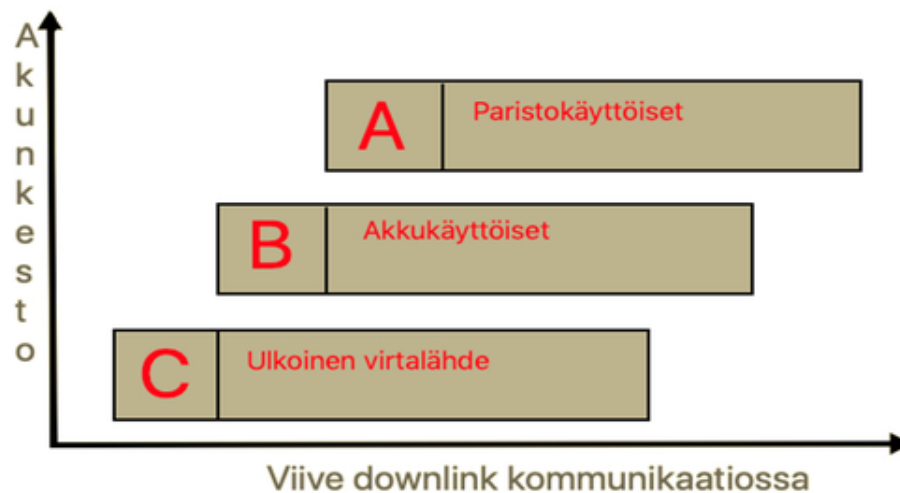 Akunkesto
A Paristokäyttöiset
B Akkukäyttöiset
C Ulkoinen virtalähde
Viive downlink kommunikaatiossa